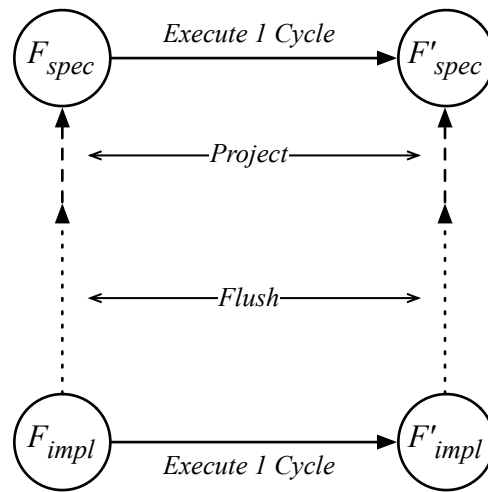 Execute 1 Cycle
F_spec F'_spec
Project
Flush
F_impl F'_impl
Execute 1 Cycle